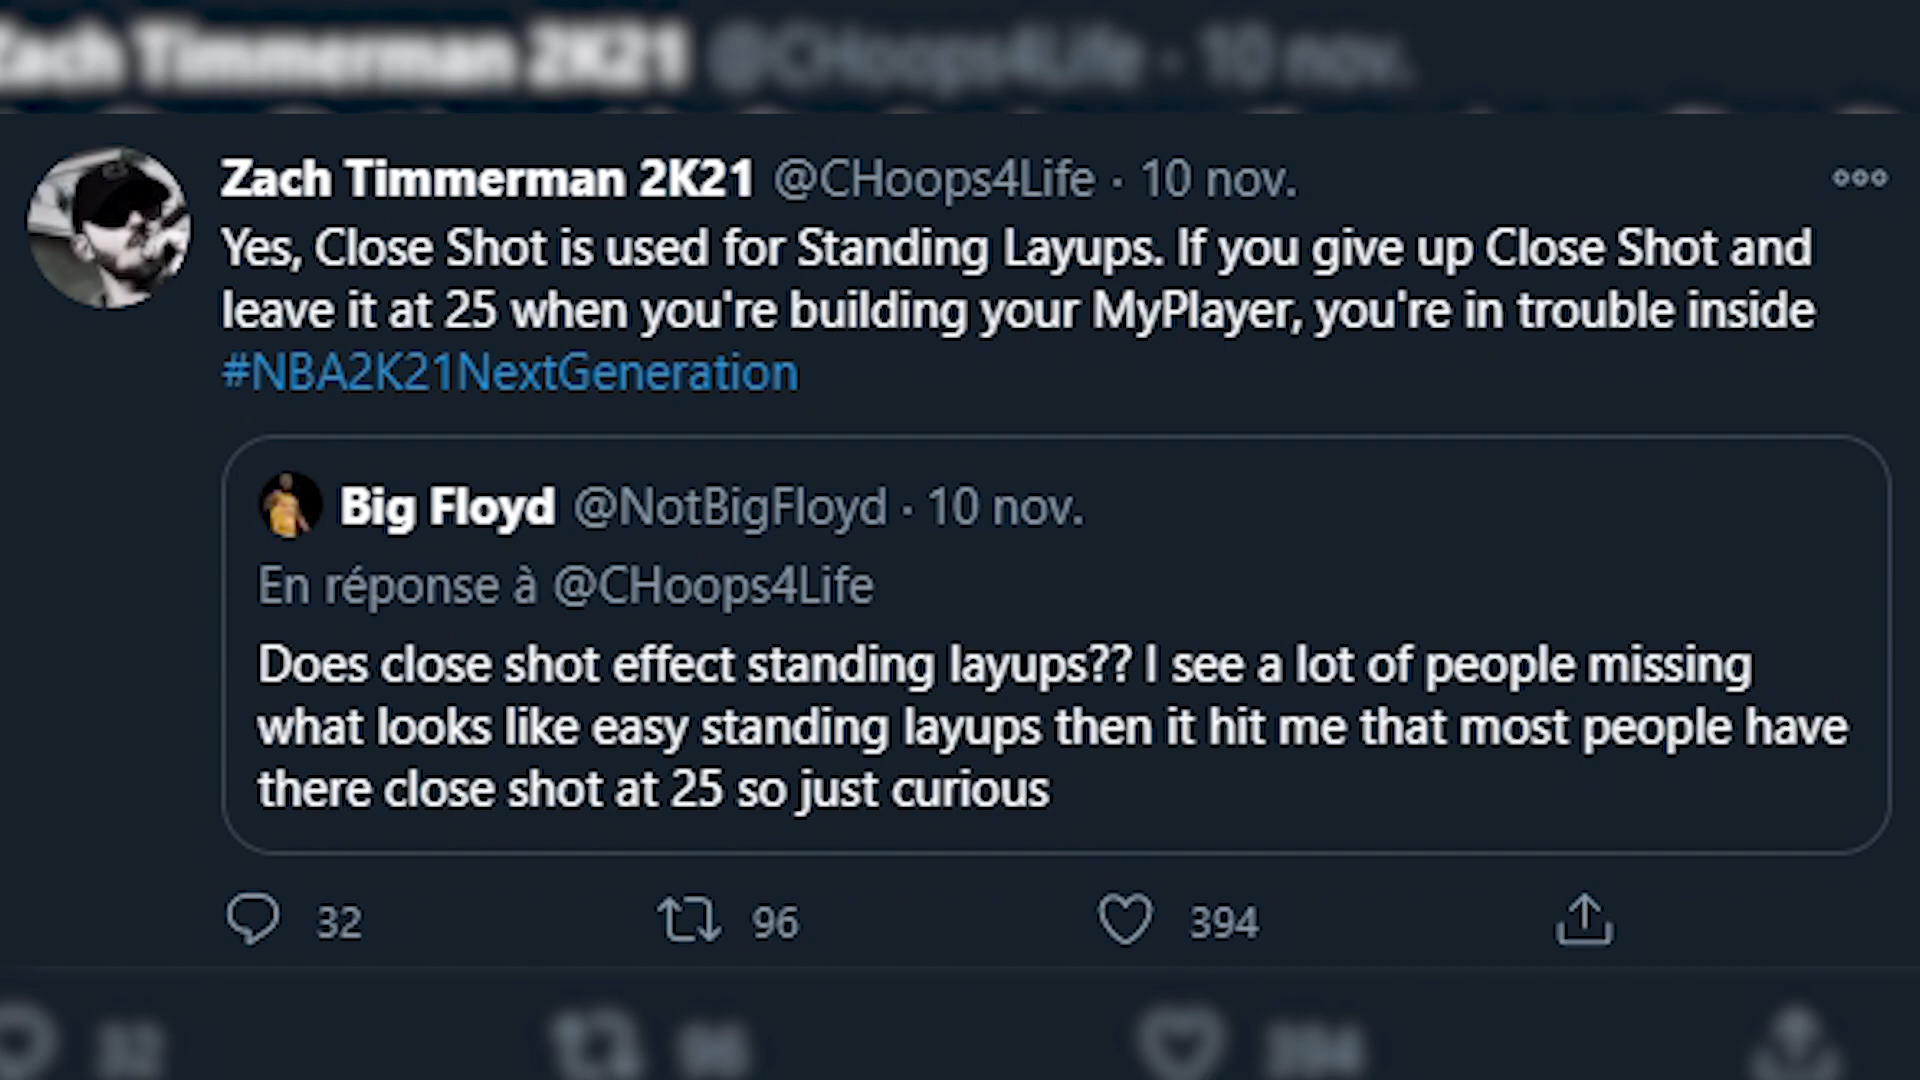 Zach Timmerman 2K21 @CHoops4Life · 10 nov.
Zach Timmerman 2K21 @CHoops4Life · 10 nov.
Yes, Close Shot is used for Standing Layups. If you give up Close Shot and
leave it at 25 when you're building your MyPlayer, you're in trouble inside
#NBA2K21NextGeneration
Big Floyd @NotBigFloyd · 10 nov.
En réponse à @CHoops4Life
Does close shot effect standing layups?? I see a lot of people missing
what looks like easy standing layups then it hit me that most people have
there close shot at 25 so just curious
32 96 394
32 96 394